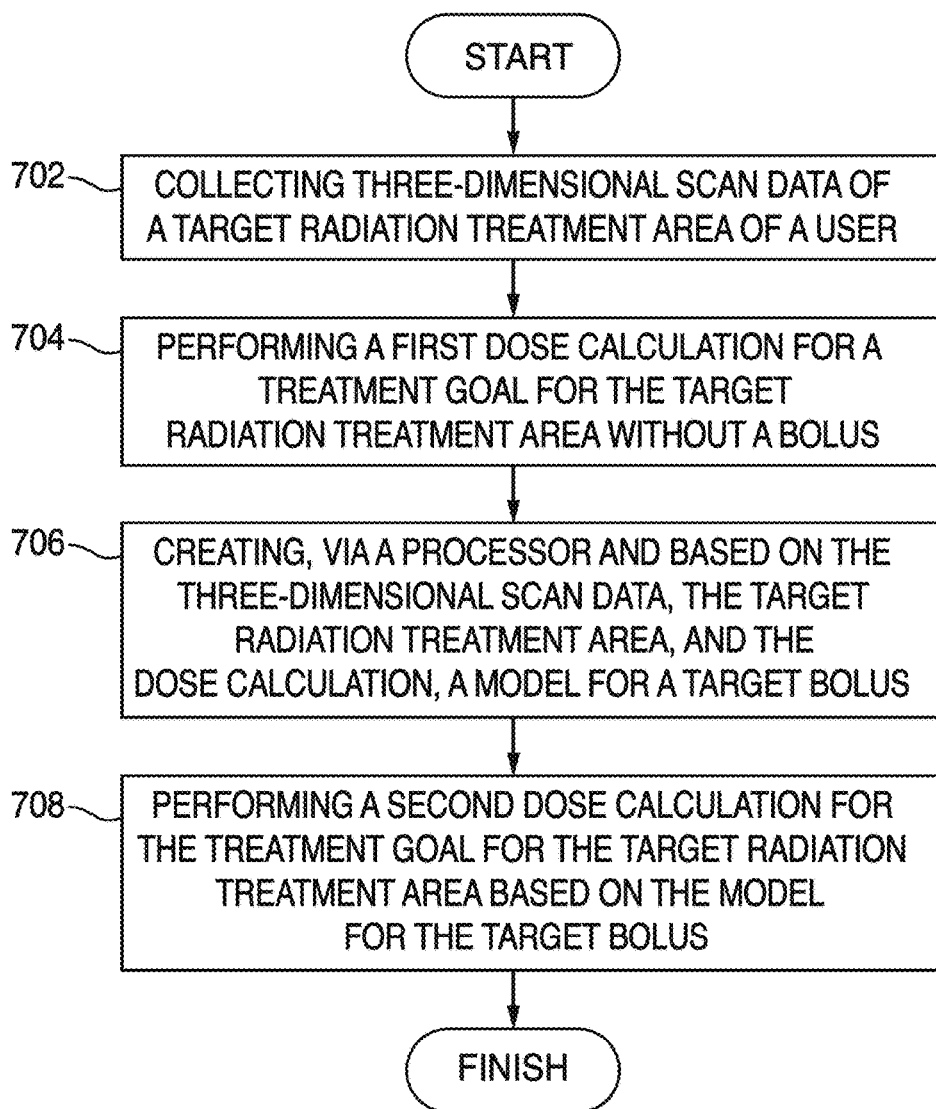 START
702
COLLECTING THREE-DIMENSIONAL SCAN DATA OF
A TARGET RADIATION TREATMENT AREA OF A USER
704
PERFORMING A FIRST DOSE CALCULATION FOR A
TREATMENT GOAL FOR THE TARGET
RADIATION TREATMENT AREA WITHOUT A BOLUS
706
CREATING, VIA A PROCESSOR AND BASED ON THE
THREE-DIMENSIONAL SCAN DATA, THE TARGET
RADIATION TREATMENT AREA, AND THE
DOSE CALCULATION, A MODEL FOR A TARGET BOLUS
708
PERFORMING A SECOND DOSE CALCULATION FOR
THE TREATMENT GOAL FOR THE TARGET RADIATION
TREATMENT AREA BASED ON THE MODEL
FOR THE TARGET BOLUS
FINISH